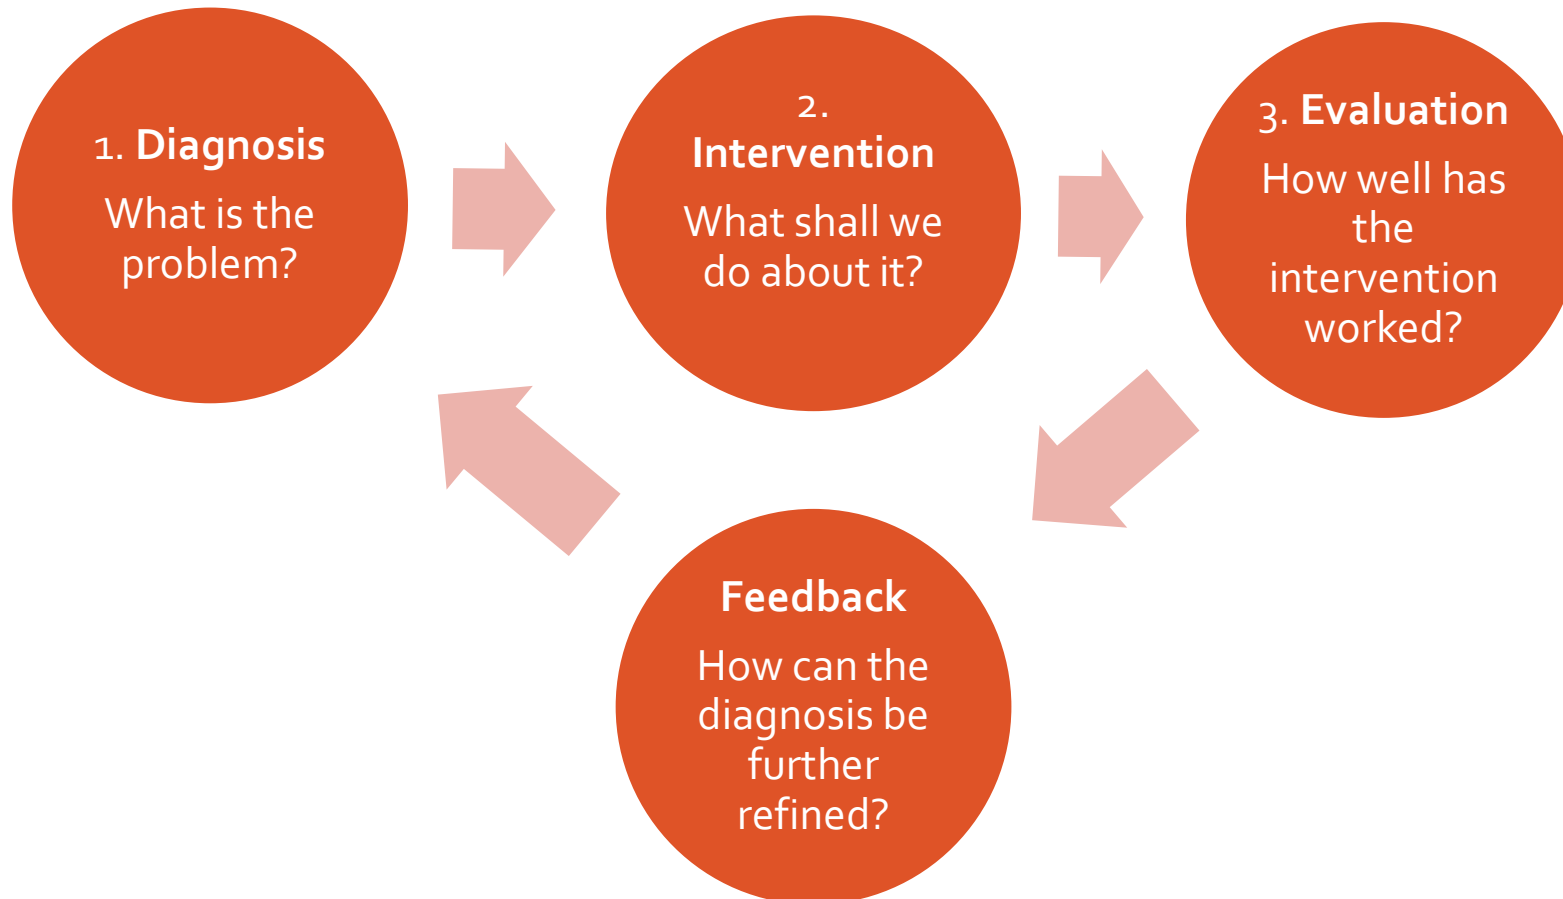 1. Diagnosis
What is the
problem?
2.
Intervention
What shall we
do about it?
3. Evaluation
How well has
the
intervention
worked?
Feedback
How can the
diagnosis be
further
refined?